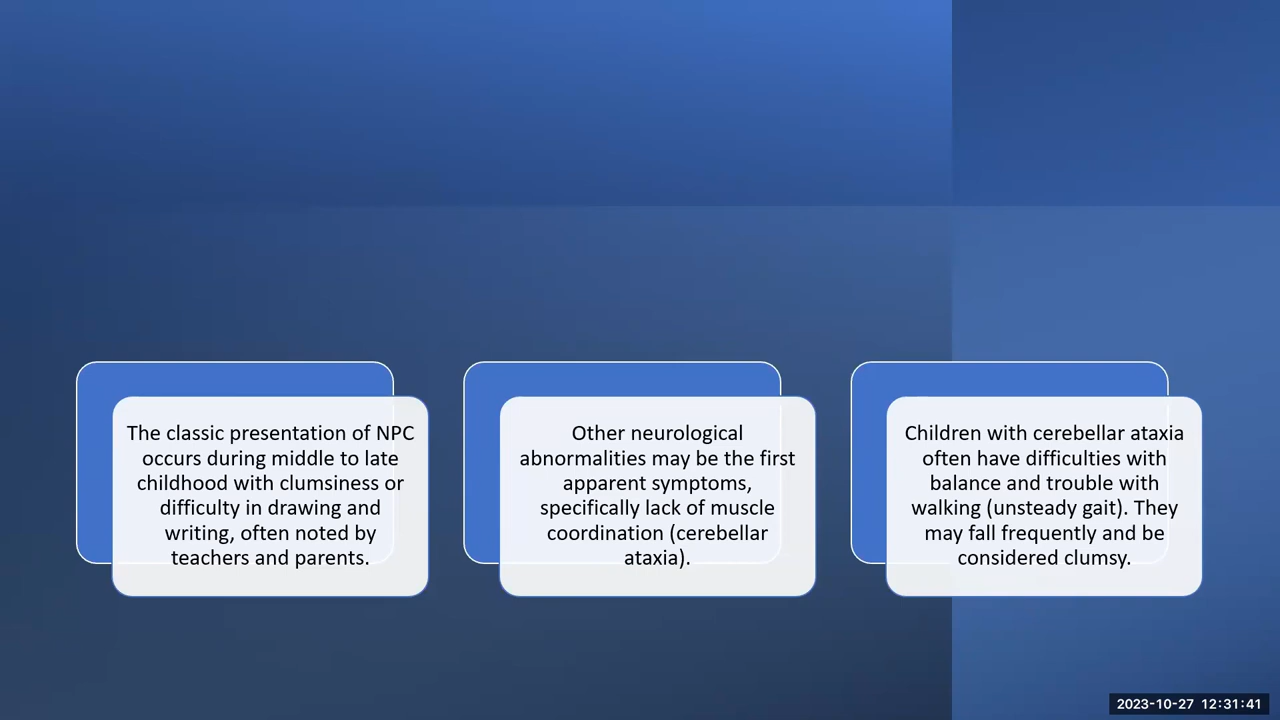 The classic presentation of NPC
occurs during middle to late
childhood with clumsiness or
difficulty in drawing and
writing, often noted by
teachers and parents.
Other neurological
abnormalities may be the first
apparent symptoms,
specifically lack of muscle
coordination (cerebellar
ataxia).
Children with cerebellar ataxia
often have difficulties with
balance and trouble with
walking (unsteady gait). They
may fall frequently and be
considered clumsy.
2023-10-27 12:31:41